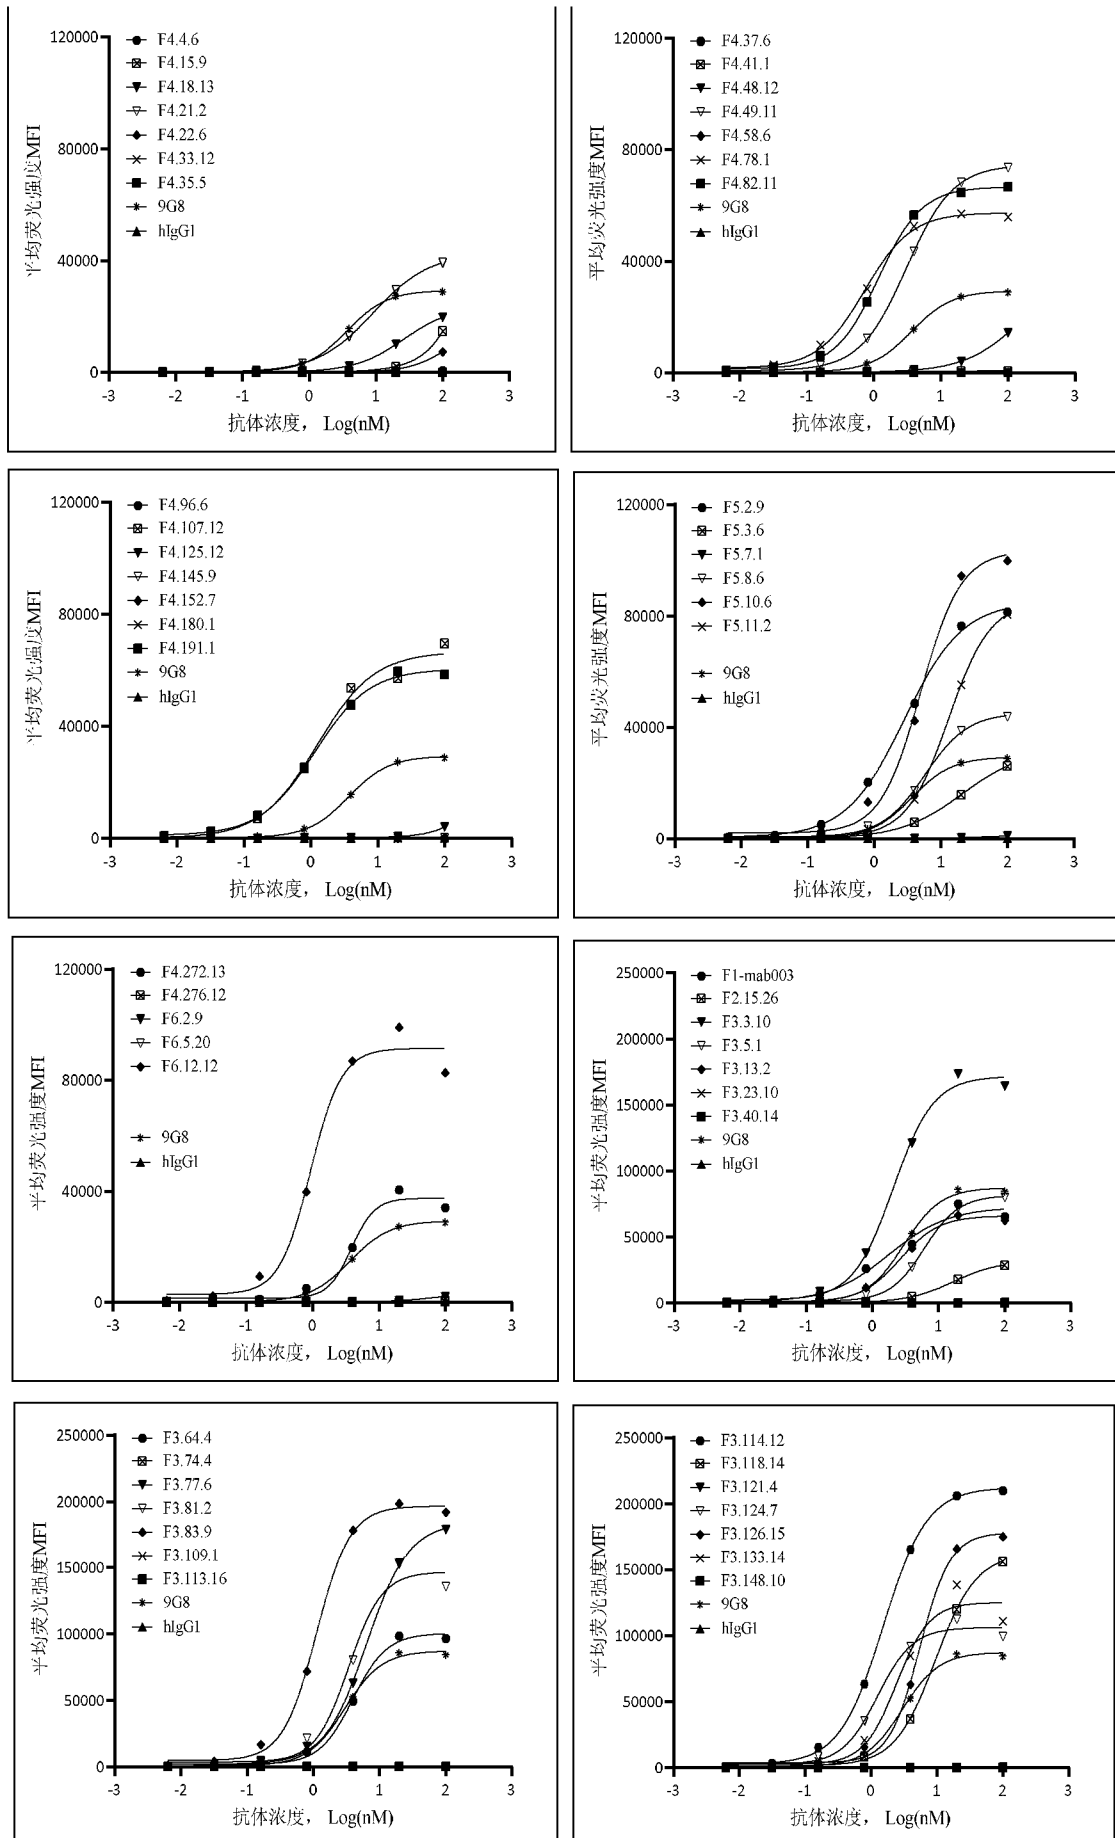 120000
80000
40000
0
平均荧光强度MFI
F4.4.6
F4.15.9
F4.18.13
F4.21.2
F4.22.6
F4.33.12
F4.35.5
9G8
hIgG1
-3 -2 -1 0 1 2 3
抗体浓度， Log(nM)
120000
80000
40000
0
平均荧光强度MFI
F4.37.6
F4.41.1
F4.48.12
F4.49.11
F4.58.6
F4.78.1
F4.82.11
9G8
hIgG1
-3 -2 -1 0 1 2 3
抗体浓度， Log(nM)
120000
80000
40000
0
平均荧光强度MFI
F4.96.6
F4.107.12
F4.125.12
F4.145.9
F4.152.7
F4.180.1
F4.191.1
9G8
hIgG1
-3 -2 -1 0 1 2 3
抗体浓度， Log(nM)
120000
80000
40000
0
平均荧光强度MFI
F5.2.9
F5.3.6
F5.7.1
F5.8.6
F5.10.6
F5.11.2
9G8
hIgG1
-3 -2 -1 0 1 2 3
抗体浓度， Log(nM)
120000
80000
40000
0
平均荧光强度MFI
F4.272.13
F4.276.12
F6.2.9
F6.5.20
F6.12.12
9G8
hIgG1
-3 -2 -1 0 1 2 3
抗体浓度， Log(nM)
250000
200000
150000
100000
50000
0
平均荧光强度MFI
F1-mab003
F2.15.26
F3.3.10
F3.5.1
F3.13.2
F3.23.10
F3.40.14
9G8
hIgG1
-3 -2 -1 0 1 2 3
抗体浓度， Log(nM)
250000
200000
150000
100000
50000
0
平均荧光强度MFI
F3.64.4
F3.74.4
F3.77.6
F3.81.2
F3.83.9
F3.109.1
F3.113.16
9G8
hIgG1
-3 -2 -1 0 1 2 3
抗体浓度， Log(nM)
250000
200000
150000
100000
50000
0
平均荧光强度MFI
F3.114.12
F3.118.14
F3.121.4
F3.124.7
F3.126.15
F3.133.14
F3.148.10
9G8
hIgG1
-3 -2 -1 0 1 2 3
抗体浓度， Log(nM)